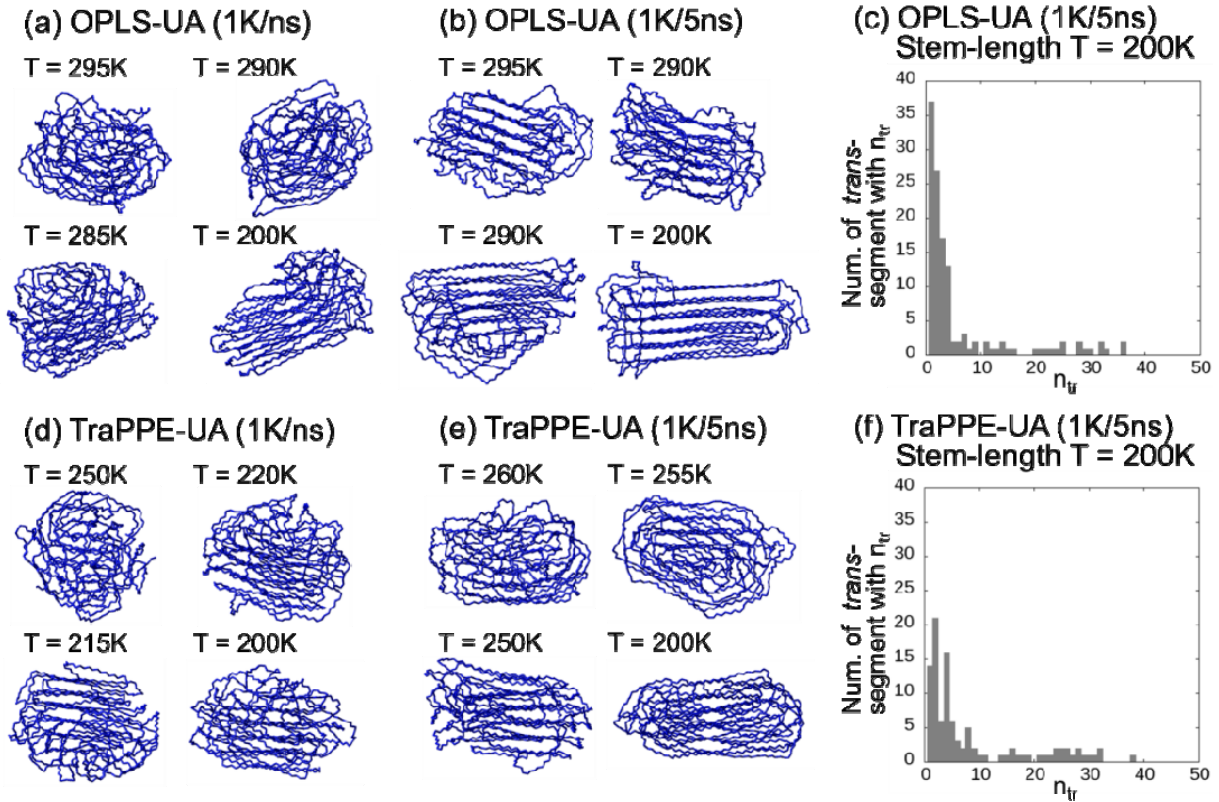 (a) OPLS-UA (1K/ns)
T = 295K
T = 290K
T = 285K
T = 200K
(b) OPLS-UA (1K/5ns)
T = 295K
T = 290K
T = 290K
T = 200K
(c) OPLS-UA (1K/5ns)
Stem-length T = 200K
Num. of trans-
segment with n_tr
40
35
30
25
20
15
10
5
0
0 10 20 30 40 50
n_tr
(d) TraPPE-UA (1K/ns)
T = 250K
T = 220K
T = 215K
T = 200K
(e) TraPPE-UA (1K/5ns)
T = 260K
T = 255K
T = 250K
T = 200K
(f) TraPPE-UA (1K/5ns)
Stem-length T = 200K
Num. of trans-
segment with n_tr
40
35
30
25
20
15
10
5
0
0 10 20 30 40 50
n_tr